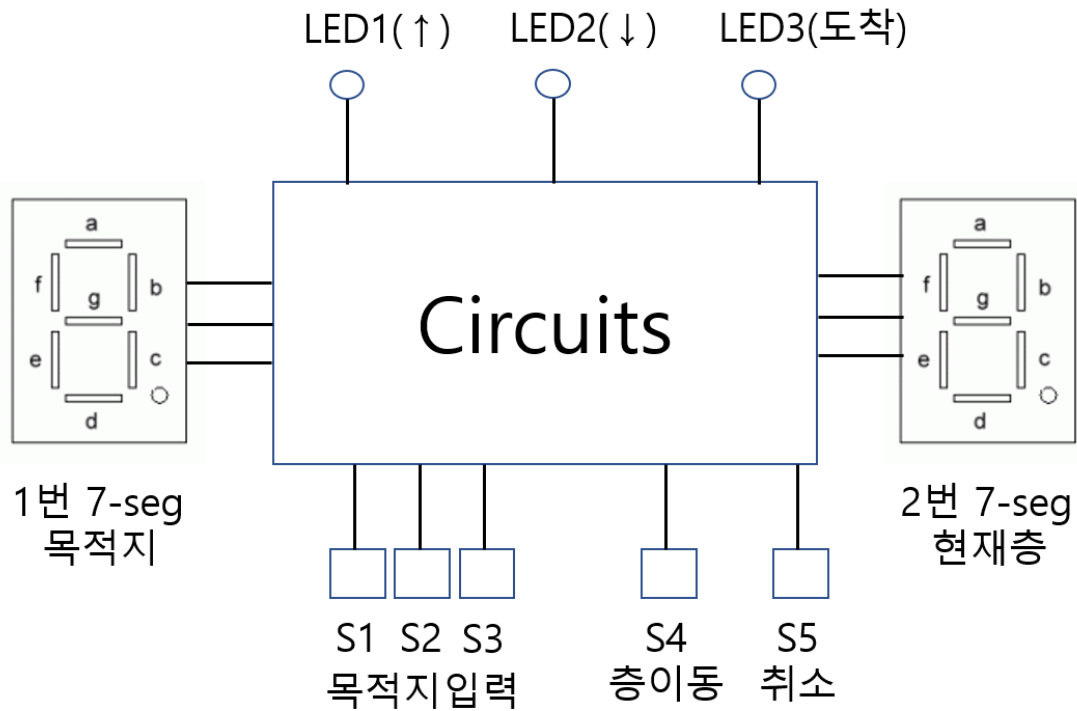 LED1(↑) LED2(↓) LED3(도착)
a
f
b
g
e
c
d
Circuits
a
f
b
g
e
c
d
1번 7-seg
목적지
2번 7-seg
현재층
S1 S2 S3
목적지입력
S4
층이동
S5
취소